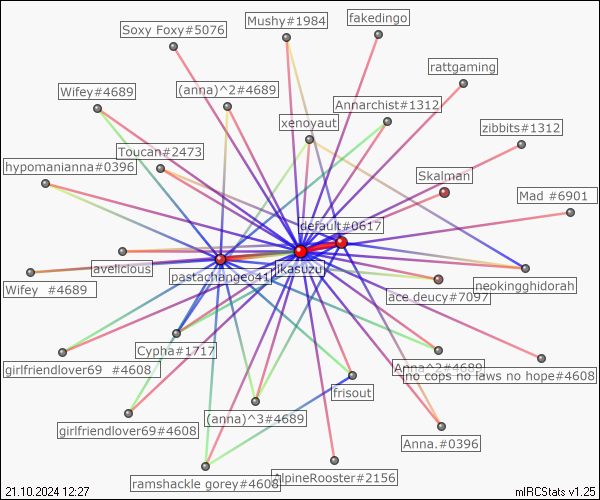 Mushy#1984
fakedingo
Soxy Foxy#5076
rattgaming
Wifey#4689
(anna)^2#4689
Annarchist#1312
xenoyaut
zibbits#1312
Toucan#2473
hypomanianna#0396
Skalman
Mad #6901
default#0617
avelicious
pastachangeo41
ikasuzu
neokingghidorah
Wifey #4689
ace deucy#7097
Cypha#1717
girlfriendlover69 #4608
Anna^2#4689
no cops no laws no hope#4608
frisout
(anna)^3#4689
girlfriendlover69#4608
Anna.#0396
AlpineRooster#2156
ramshackle gorey#4608
21.10.2024 12:27
mIRCStats v1.25